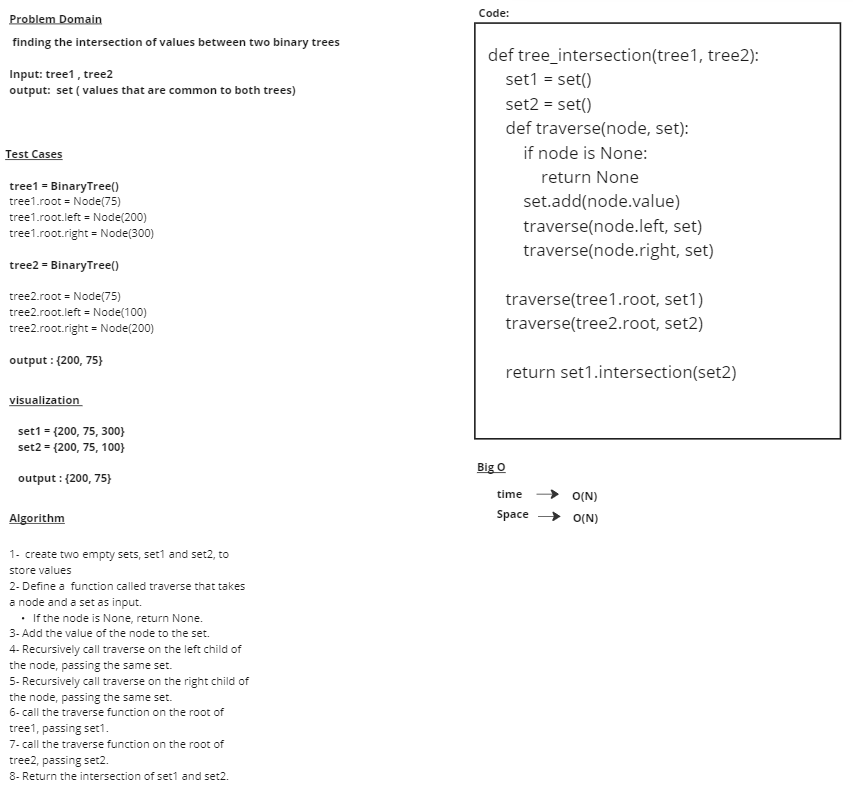 Problem Domain
finding the intersection of values between two binary trees
Input: tree1 , tree2
output:  set ( values that are common to both trees)
Test Cases
tree1 = BinaryTree()
tree1.root = Node(75)
tree1.root.left = Node(200)
tree1.root.right = Node(300)
tree2 = BinaryTree()
tree2.root = Node(75)
tree2.root.left = Node(100)
tree2.root.right = Node(200)
output : {200, 75}
visualization
set1 = {200, 75, 300}
set2 = {200, 75, 100}
output : {200, 75}
Algorithm
1-  create two empty sets, set1 and set2, to
store values
2- Define a  function called traverse that takes
a node and a set as input.
• If the node is None, return None.
3- Add the value of the node to the set.
4- Recursively call traverse on the left child of
the node, passing the same set.
5- Recursively call traverse on the right child of
the node, passing the same set.
6- call the traverse function on the root of
tree1, passing set1.
7- call the traverse function on the root of
tree2, passing set2.
8- Return the intersection of set1 and set2.
Code:
def tree_intersection(tree1, tree2):
set1 = set()
set2 = set()
def traverse(node, set):
if node is None:
return None
set.add(node.value)
traverse(node.left, set)
traverse(node.right, set)
traverse(tree1.root, set1)
traverse(tree2.root, set2)
return set1.intersection(set2)
Big O
time → O(N)
Space → O(N)